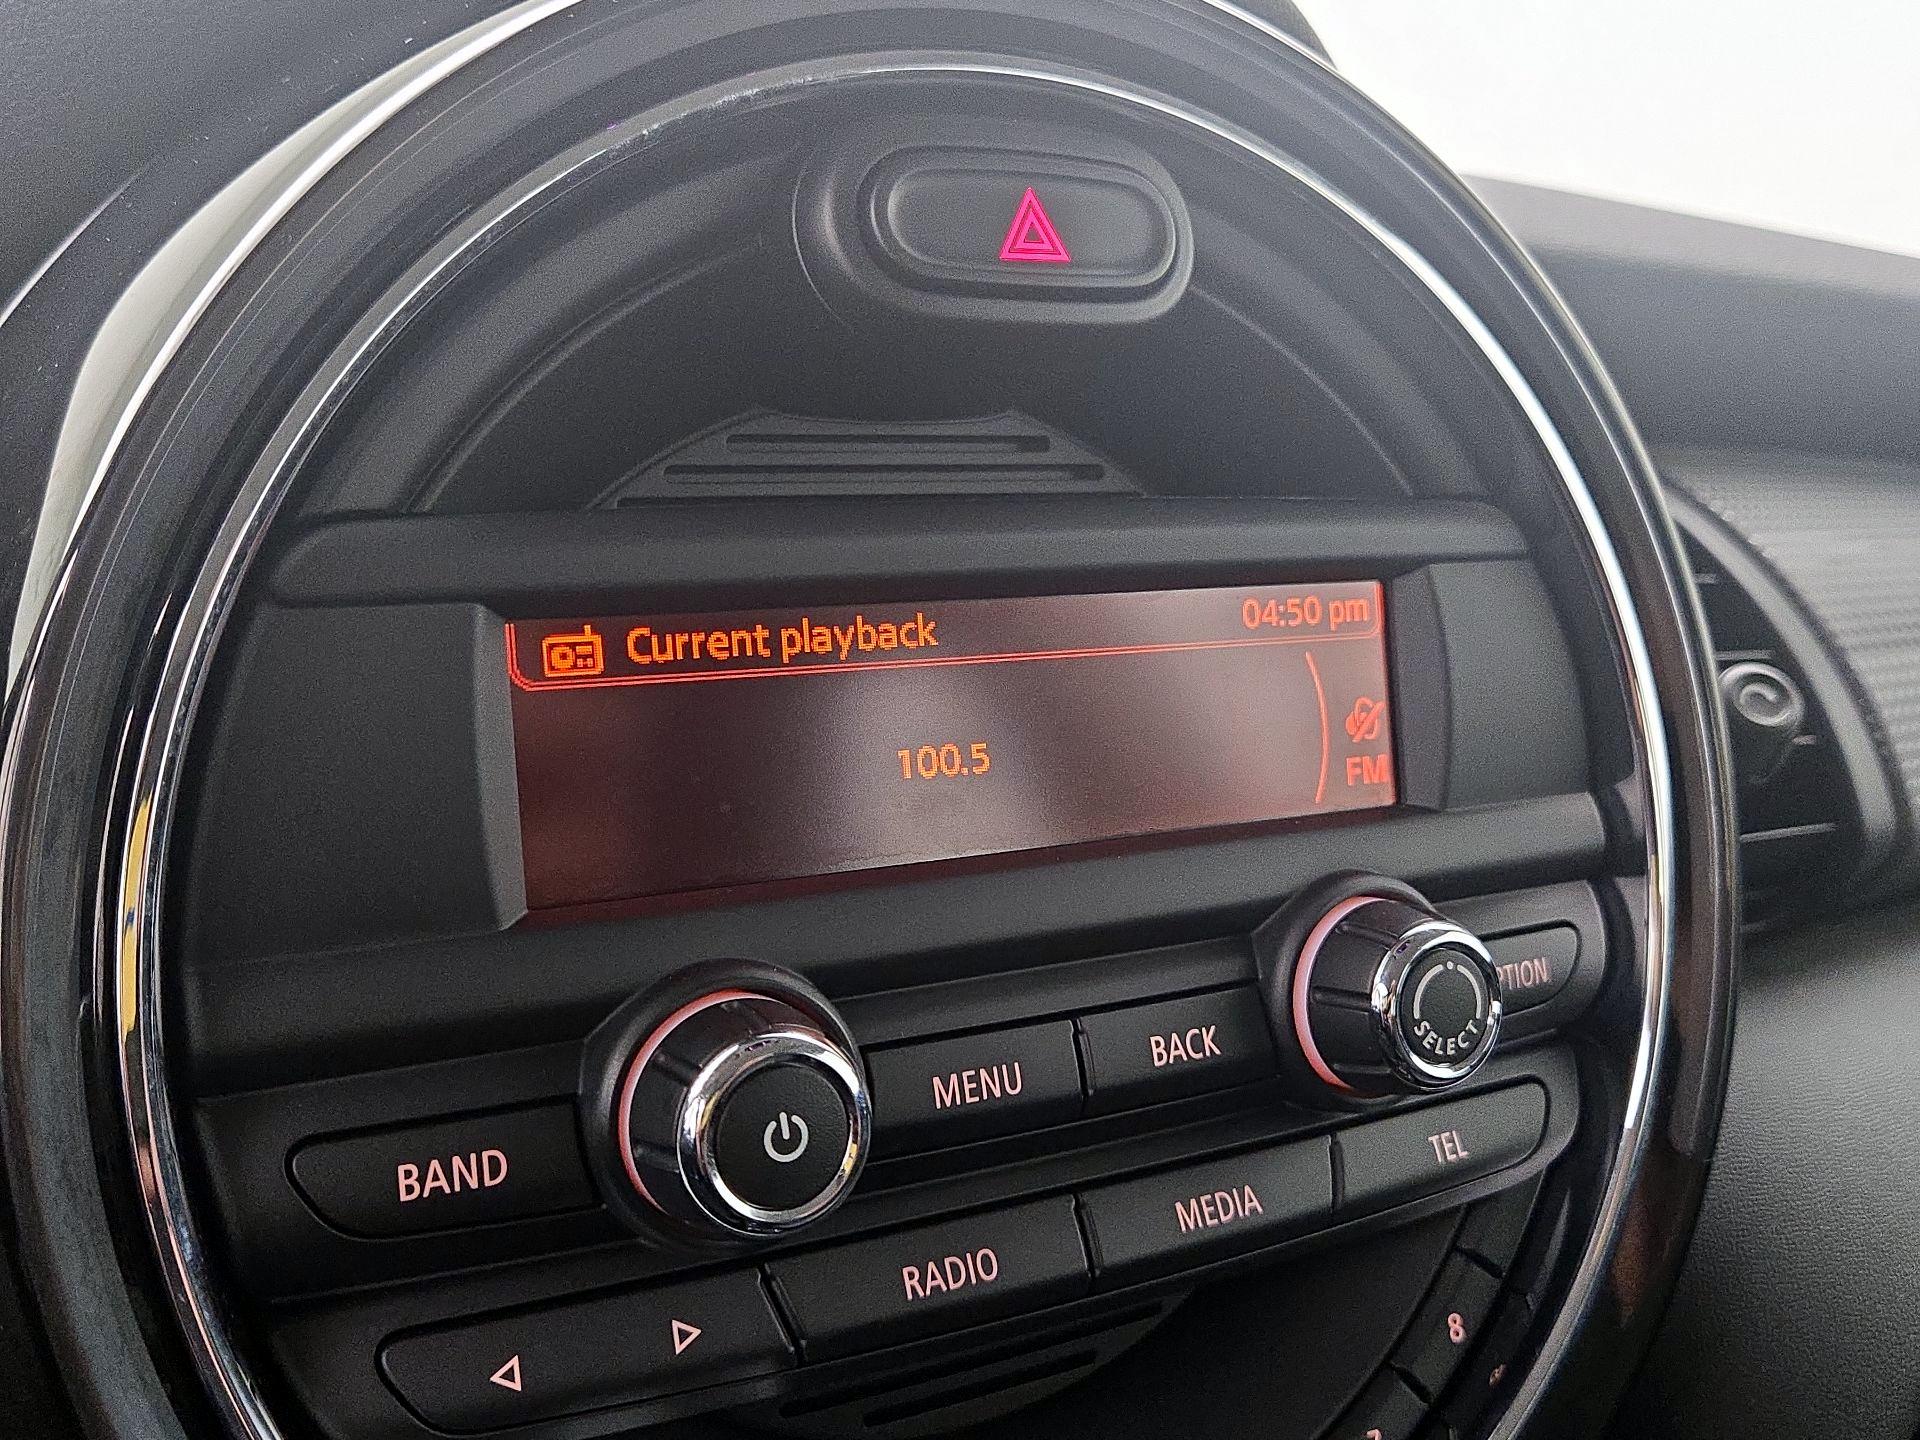 Current playback
04:50 pm
100.5
FM
SELECT
MENU
BACK
BAND
TEL
MEDIA
RADIO
8